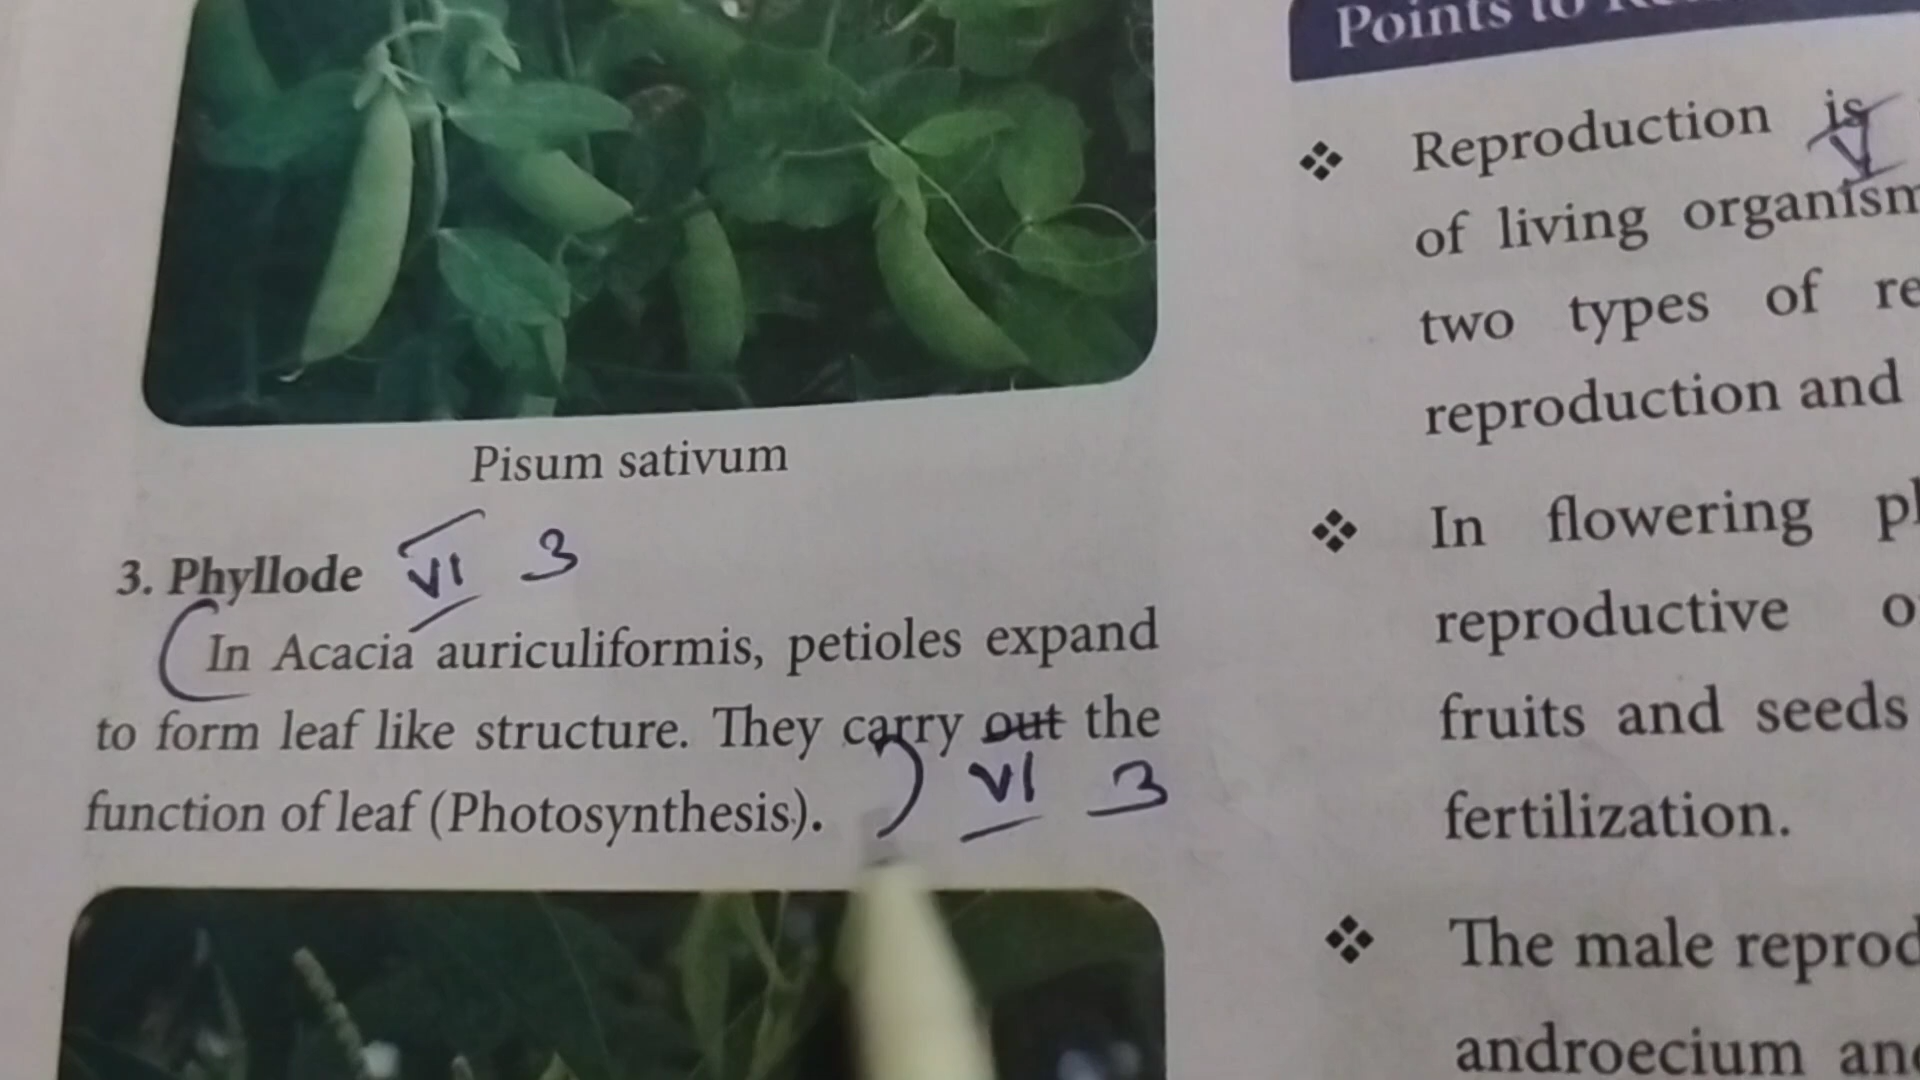 Pisum sativum
3. Phyllode VI 3
In Acacia auriculiformis, petioles expand
to form leaf like structure. They carry out the
function of leaf (Photosynthesis). VI 3
Points to
Reproduction is
V
of living
two types of
reproduction and
In flowering
reproductive
fruits and seeds
fertilization.
The male
androecium